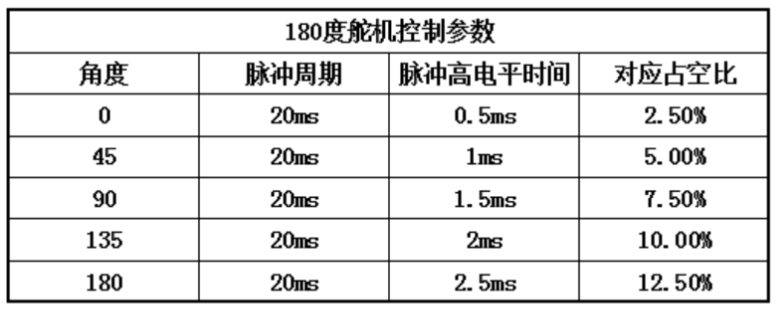 180度舵机控制参数
角度 脉冲周期 脉冲高电平时间 对应占空比
0 20ms 0.5ms 2.50%
45 20ms 1ms 5.00%
90 20ms 1.5ms 7.50%
135 20ms 2ms 10.00%
180 20ms 2.5ms 12.50%